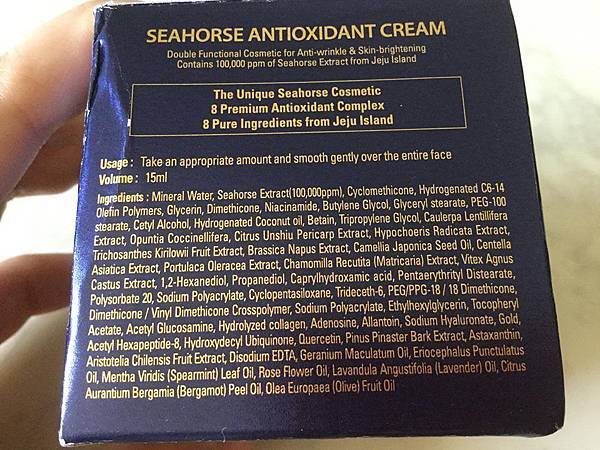 SEAHORSE ANTIOXIDANT CREAM
Double Functional Cosmetic for Anti-wrinkle & Skin-brightening
Contains 100,000 ppm of Seahorse Extract from Jeju Island
The Unique Seahorse Cosmetic
8 Premium Antioxidant Complex
8 Pure Ingredients from Jeju Island
Usage : Take an appropriate amount and smooth gently over the entire face
Volume : 15ml
Ingredients : Mineral Water, Seahorse Extract(100,000ppm), Cyclomethicone, Hydrogenated C6-14
Olefin Polymers, Glycerin, Dimethicone, Niacinamide, Butylene Glycol, Glyceryl stearate, PEG-100
stearate, Cetyl Alcohol, Hydrogenated Coconut oil, Betain, Tripropylene Glycol, Caulerpa Lentillifera
Extract, Opuntia Coccinellifera, Citrus Unshiu Pericarp Extract, Hypochoeris Radicata Extract,
Trichosanthes Kirilowii Fruit Extract, Brassica Napus Extract, Camellia Japonica Seed Oil, Centella
Asiatica Extract, Portulaca Oleracea Extract, Chamomilla Recutita (Matricaria) Extract, Vitex Agnus
Castus Extract, 1,2-Hexanediol, Propanediol, Caprylhydroxamic acid, Pentaerythrityl Distearate,
Polysorbate 20, Sodium Polyacrylate, Cyclopentasiloxane, Trideceth-6, PEG/PPG-18 / 18 Dimethicone,
Dimethicone / Vinyl Dimethicone Crosspolymer, Sodium Polyacrylate, Ethylhexylglycerin, Tocopheryl
Acetate, Acetyl Glucosamine, Hydrolyzed collagen, Adenosine, Allantoin, Sodium Hyaluronate, Gold,
Acetyl Hexapeptide-8, Hydroxydecyl Ubiquinone, Quercetin, Pinus Pinaster Bark Extract, Astaxanthin,
Aristotelia Chilensis Fruit Extract, Disodium EDTA, Geranium Maculatum Oil, Eriocephalus Punctulatus
Oil, Mentha Viridis (Spearmint) Leaf Oil, Rose Flower Oil, Lavandula Angustifolia (Lavender) Oil, Citrus
Aurantium Bergamia (Bergamot) Peel Oil, Olea Europaea (Olive) Fruit Oil